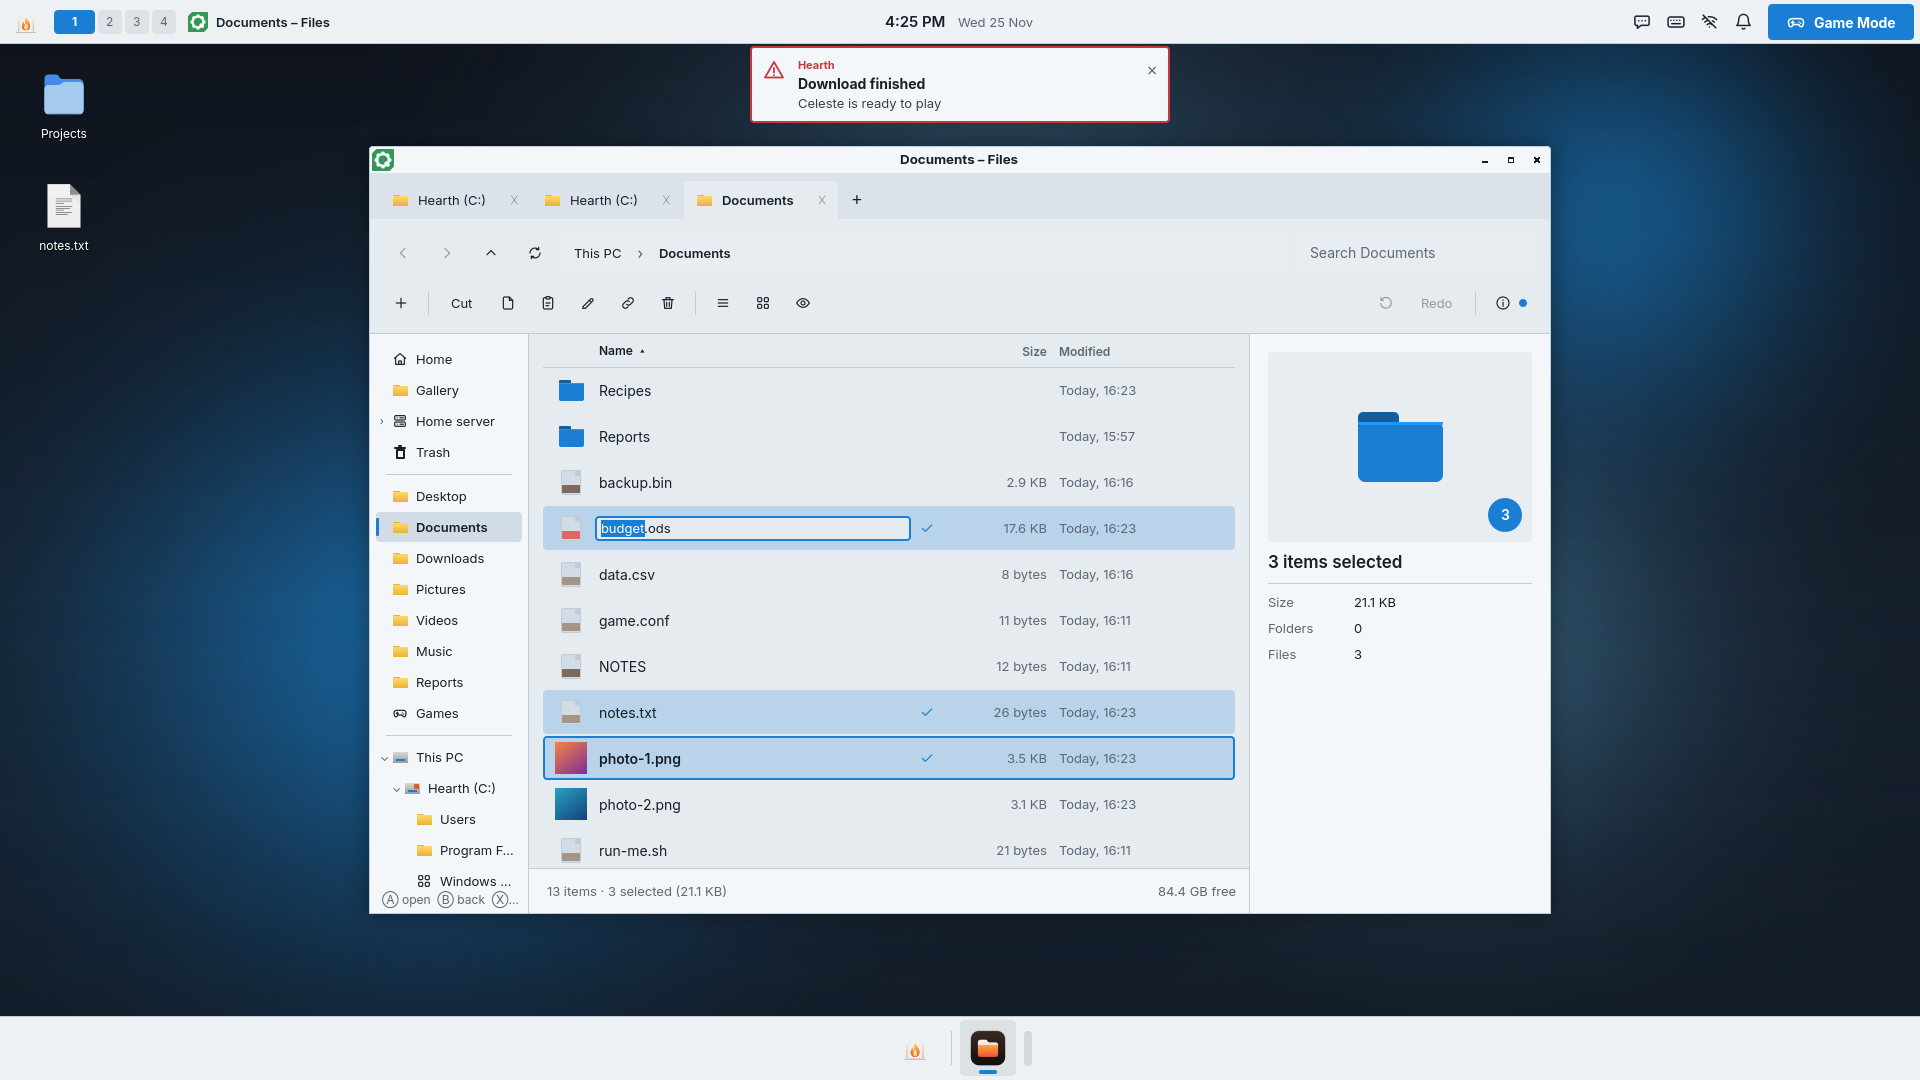 1 2 3 4 Documents – Files 4:25 PM Wed 25 Nov Game Mode
Hearth
Download finished
Celeste is ready to play
Projects
notes.txt
Documents – Files
Hearth (C:) Hearth (C:) Documents
This PC › Documents Search Documents
Cut Redo
Home
Gallery
Home server
Trash
Desktop
Documents
Downloads
Pictures
Videos
Music
Reports
Games
This PC
Hearth (C:)
Users
Program F...
Windows ...
A open B back X...
Name Size Modified
Recipes Today, 16:23
Reports Today, 15:57
backup.bin 2.9 KB Today, 16:16
budget.ods 17.6 KB Today, 16:23
data.csv 8 bytes Today, 16:16
game.conf 11 bytes Today, 16:11
NOTES 12 bytes Today, 16:11
notes.txt 26 bytes Today, 16:23
photo-1.png 3.5 KB Today, 16:23
photo-2.png 3.1 KB Today, 16:23
run-me.sh 21 bytes Today, 16:11
13 items · 3 selected (21.1 KB) 84.4 GB free
3
3 items selected
Size 21.1 KB
Folders 0
Files 3